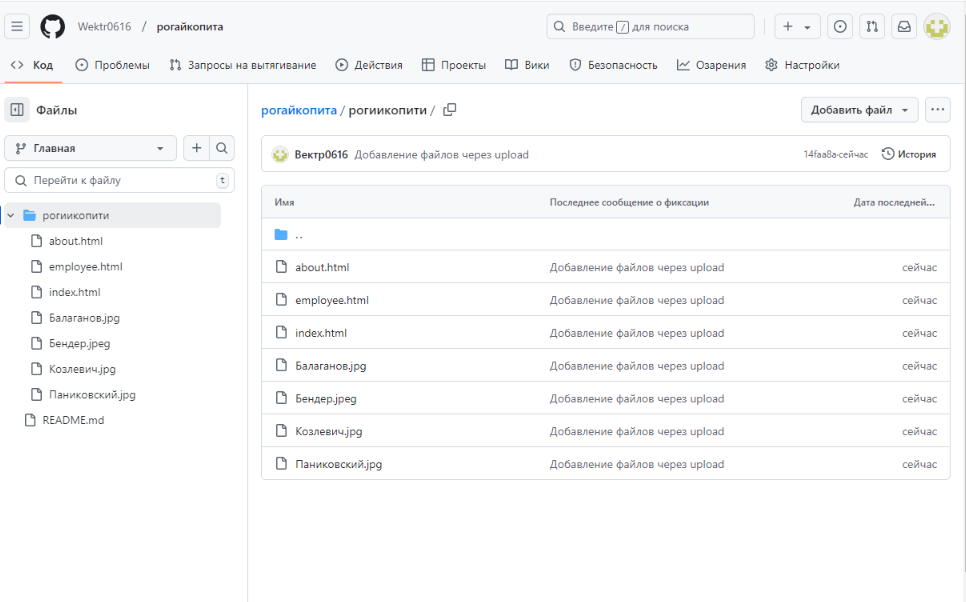 Wektr0616 / рогайкопита Введите / для поиска
Код Проблемы Запросы на вытягивание Действия Проекты Вики Безопасность Озарения Настройки
Файлы
Главная
Перейти к файлу t
рогиикопити
about.html
employee.html
index.html
Балаганов.jpg
Бендер.jpeg
Козлевич.jpg
Паниковский.jpg
README.md
рогайкопита / рогиикопити / Добавить файл
Вектр0616 Добавление файлов через upload 14faa8a·сейчас История
Имя Последнее сообщение о фиксации Дата последней...
..
about.html Добавление файлов через upload сейчас
employee.html Добавление файлов через upload сейчас
index.html Добавление файлов через upload сейчас
Балаганов.jpg Добавление файлов через upload сейчас
Бендер.jpeg Добавление файлов через upload сейчас
Козлевич.jpg Добавление файлов через upload сейчас
Паниковский.jpg Добавление файлов через upload сейчас